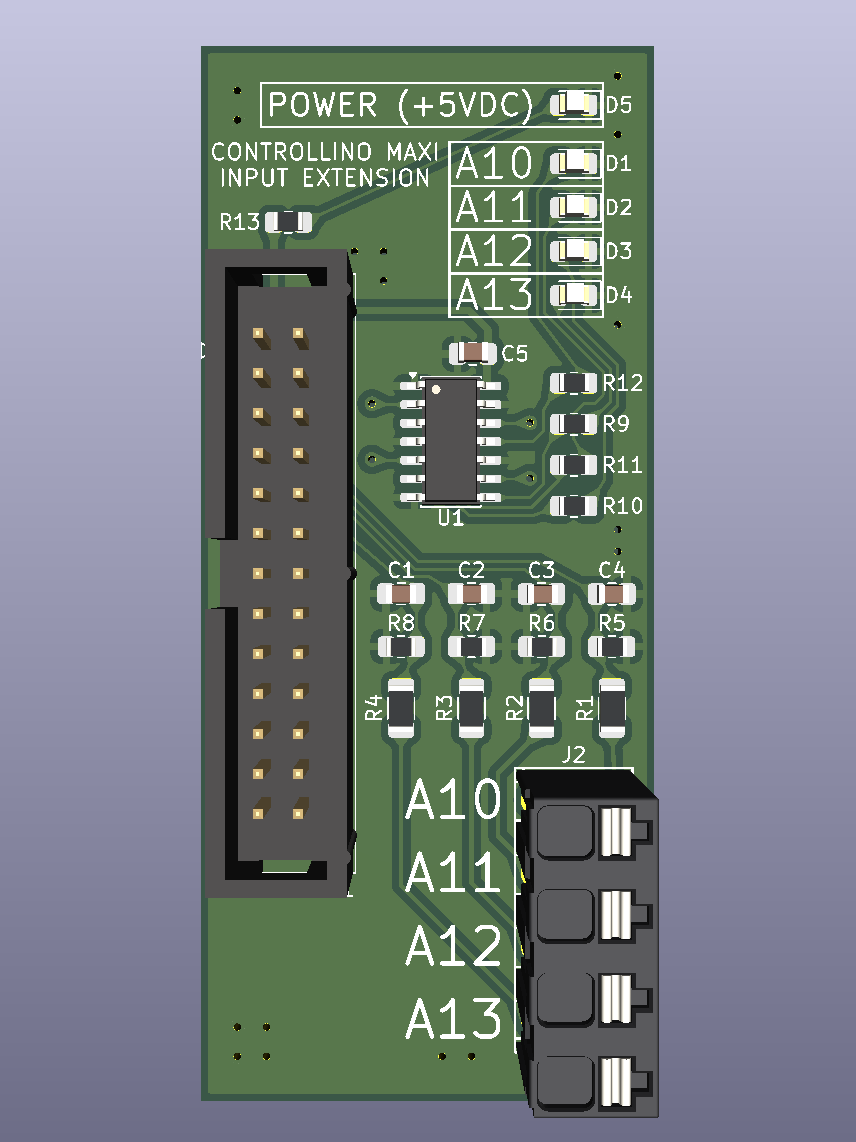 POWER (+5VDC) D5
CONTROLLINO MAXI
INPUT EXTENSION
A10 D1
A11 D2
A12 D3
A13 D4
R13
C5
R12
R9
R11
R10
U1
C1 C2 C3 C4
R8 R7 R6 R5
R4 R3 R2 R1
J2
A10
A11
A12
A13